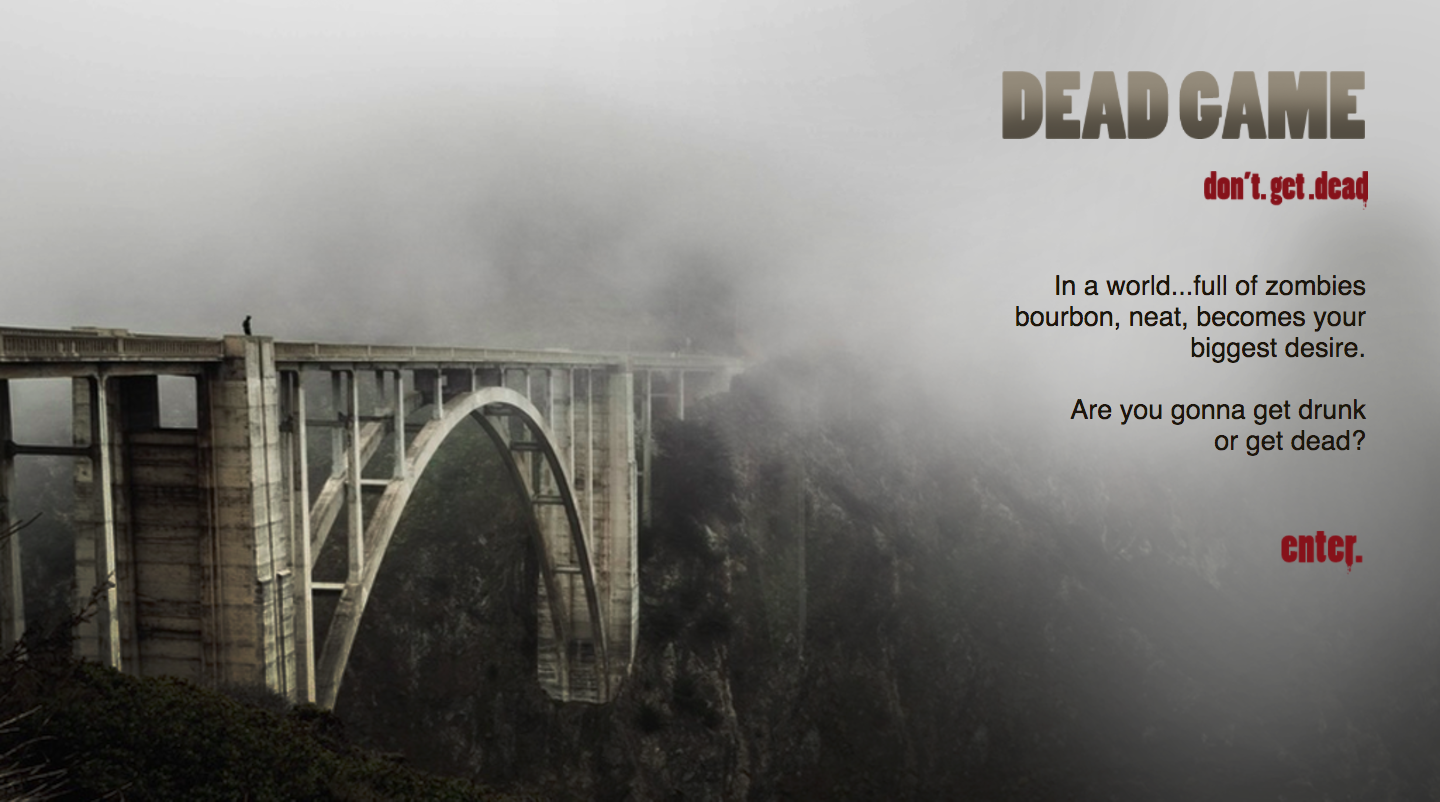 DEAD GAME
don't. get .dead
In a world...full of zombies
bourbon, neat, becomes your
biggest desire.
Are you gonna get drunk
or get dead?
enter.